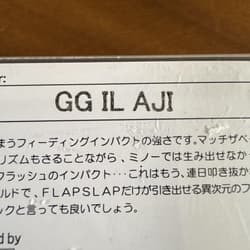 r:
GG IL AJI
まうフィーディングインパクトの強さです。マッチザベ
リズムもさることながら、ミノーでは生み出せなか
フラッシュのインパクト…これはもう、連日叩き抜か
ルドで、FLAPSLAPだけが引き出せる異次元のフ
ックと言っても良いでしょう。
d by